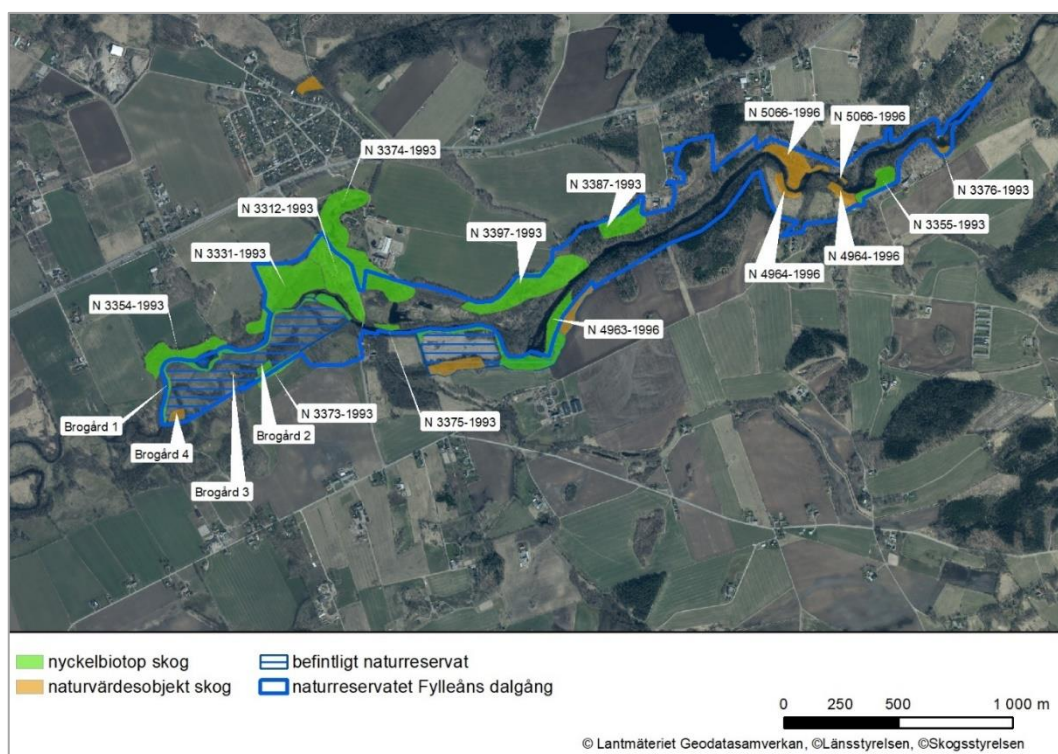 N 5066-1996
N 5066-1996
N 3374-1993
N 3387-1993
N 3312-1993
N 3376-1993
N 3397-1993
N 3355-1993
N 3331-1993
N 4964-1996
N 4964-1996
N 3354-1993
N 4963-1996
N 3373-1993
N 3375-1993
Brogård 1
Brogård 2
Brogård 4
Brogård 3
nyckelbiotop skog
befintligt naturreservat
naturvärdesobjekt skog
naturreservatet Fylleåns dalgång
0 250 500 1 000 m
© Lantmäteriet Geodatasamverkan, ©Länsstyrelsen, ©Skogsstyrelsen